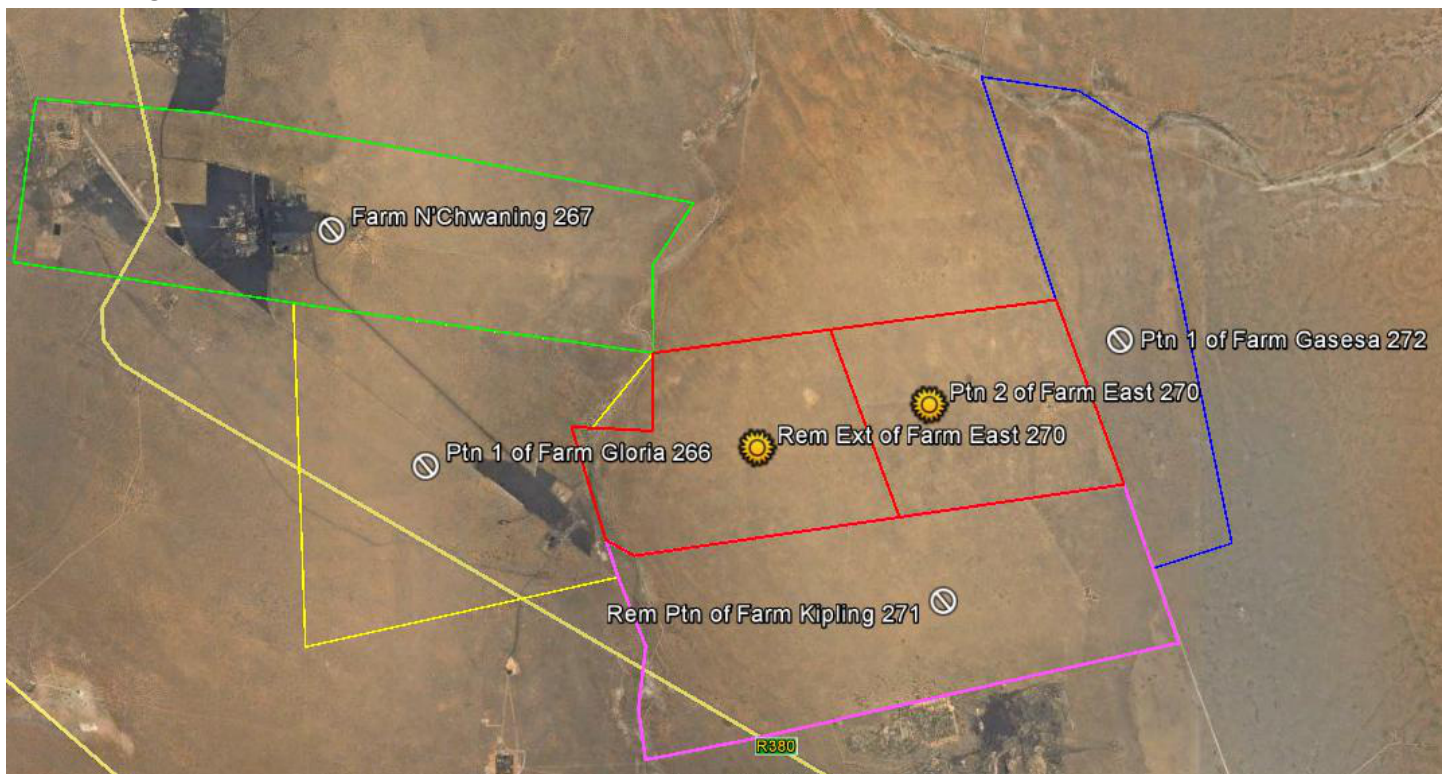 Farm N'Chwaning 267
Ptn 1 of Farm Gasesa 272
Ptn 2 of Farm East 270
Rem Ext of Farm East 270
Ptn 1 of Farm Gloria 266
Rem Ptn of Farm Kipling 271
R380